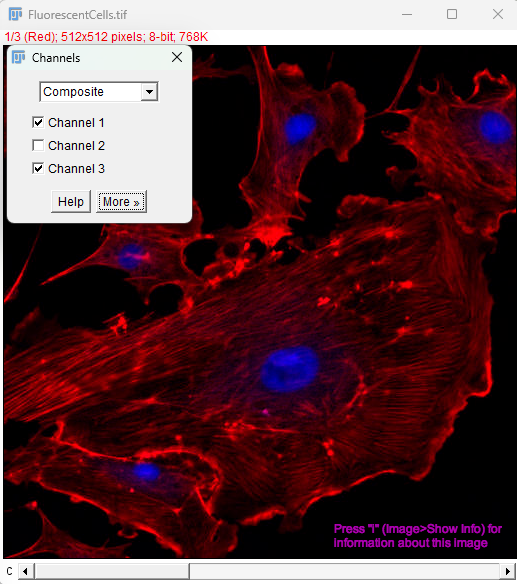 FluorescentCells.tif
1/3 (Red); 512x512 pixels; 8-bit; 768K
Channels
Composite
Channel 1
Channel 2
Channel 3
Help
More »
Press "I" (Image>Show Info) for
information about this image
c